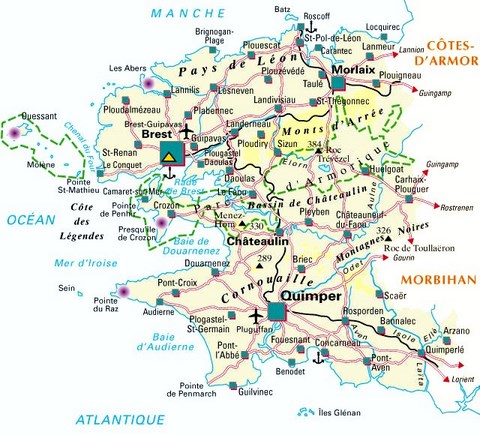 MANCHE
Batz
Roscoff
Brignogan-
Plage
St-Pol-de-Léon
Locquirec
Plouescat
Carantec
Lanneur
Lannion
CÔTES-
D'ARMOR
Pays de Léon
Morlaix
Les Abers
Plouzévédé
Taulé
Plouigneau
Lannilis
Lesneven
Guingamp
Ploudalmézeau
Landivisiau
St-Thégonnec
Plabennec
Ouessant
Brest-Guipavas
Landerneau
Monts d'Arrée
Chenal du Four
Brest
Guipavas
Ploudiry
Sizun
384
Roc
Trévézel
St-Renan
Plougastel
Daoulas
Elorn
Molène
Le Conquet
Huelgoat
Guingamp
Pointe
St-Mathieu
Rade
de Brest
Daoulas
d'Armorique
Carhaix-
Plouguer
Camaret-sur-Mer
Le Faou
Bassin de Châteaulin
Aulne
Côte
des
Légendes
Pointe
de Penhir
Crozon
Parc
Rostrenen
OCÉAN
Menez-
Hom
330
Pleyben
Châteauneuf-
du-Faou
Presqu'île
de Crozon
Châteaulin
Montagnes Noires
326
Roc de Toullaëron
Baie de
Douarnenez
289
Gourin
Mer d'Iroise
Douarnenez
Briec
Odet
MORBIHAN
Sein
Pont-Croix
Cornouaille
Pointe
du Raz
Quimper
Scaër
Audierne
Plogastel-
St-Germain
Pluguffan
Rosporden
Bannalec
Isole
Ellé
Arzano
Baie
d'Audierne
Fouesnant
Concarneau
Aven
Quimperlé
Pont-
l'Abbé
Pont-
Aven
Laïta
Benodet
Lorient
Pointe
de Penmarch
Guilvinec
Îles Glénan
ATLANTIQUE